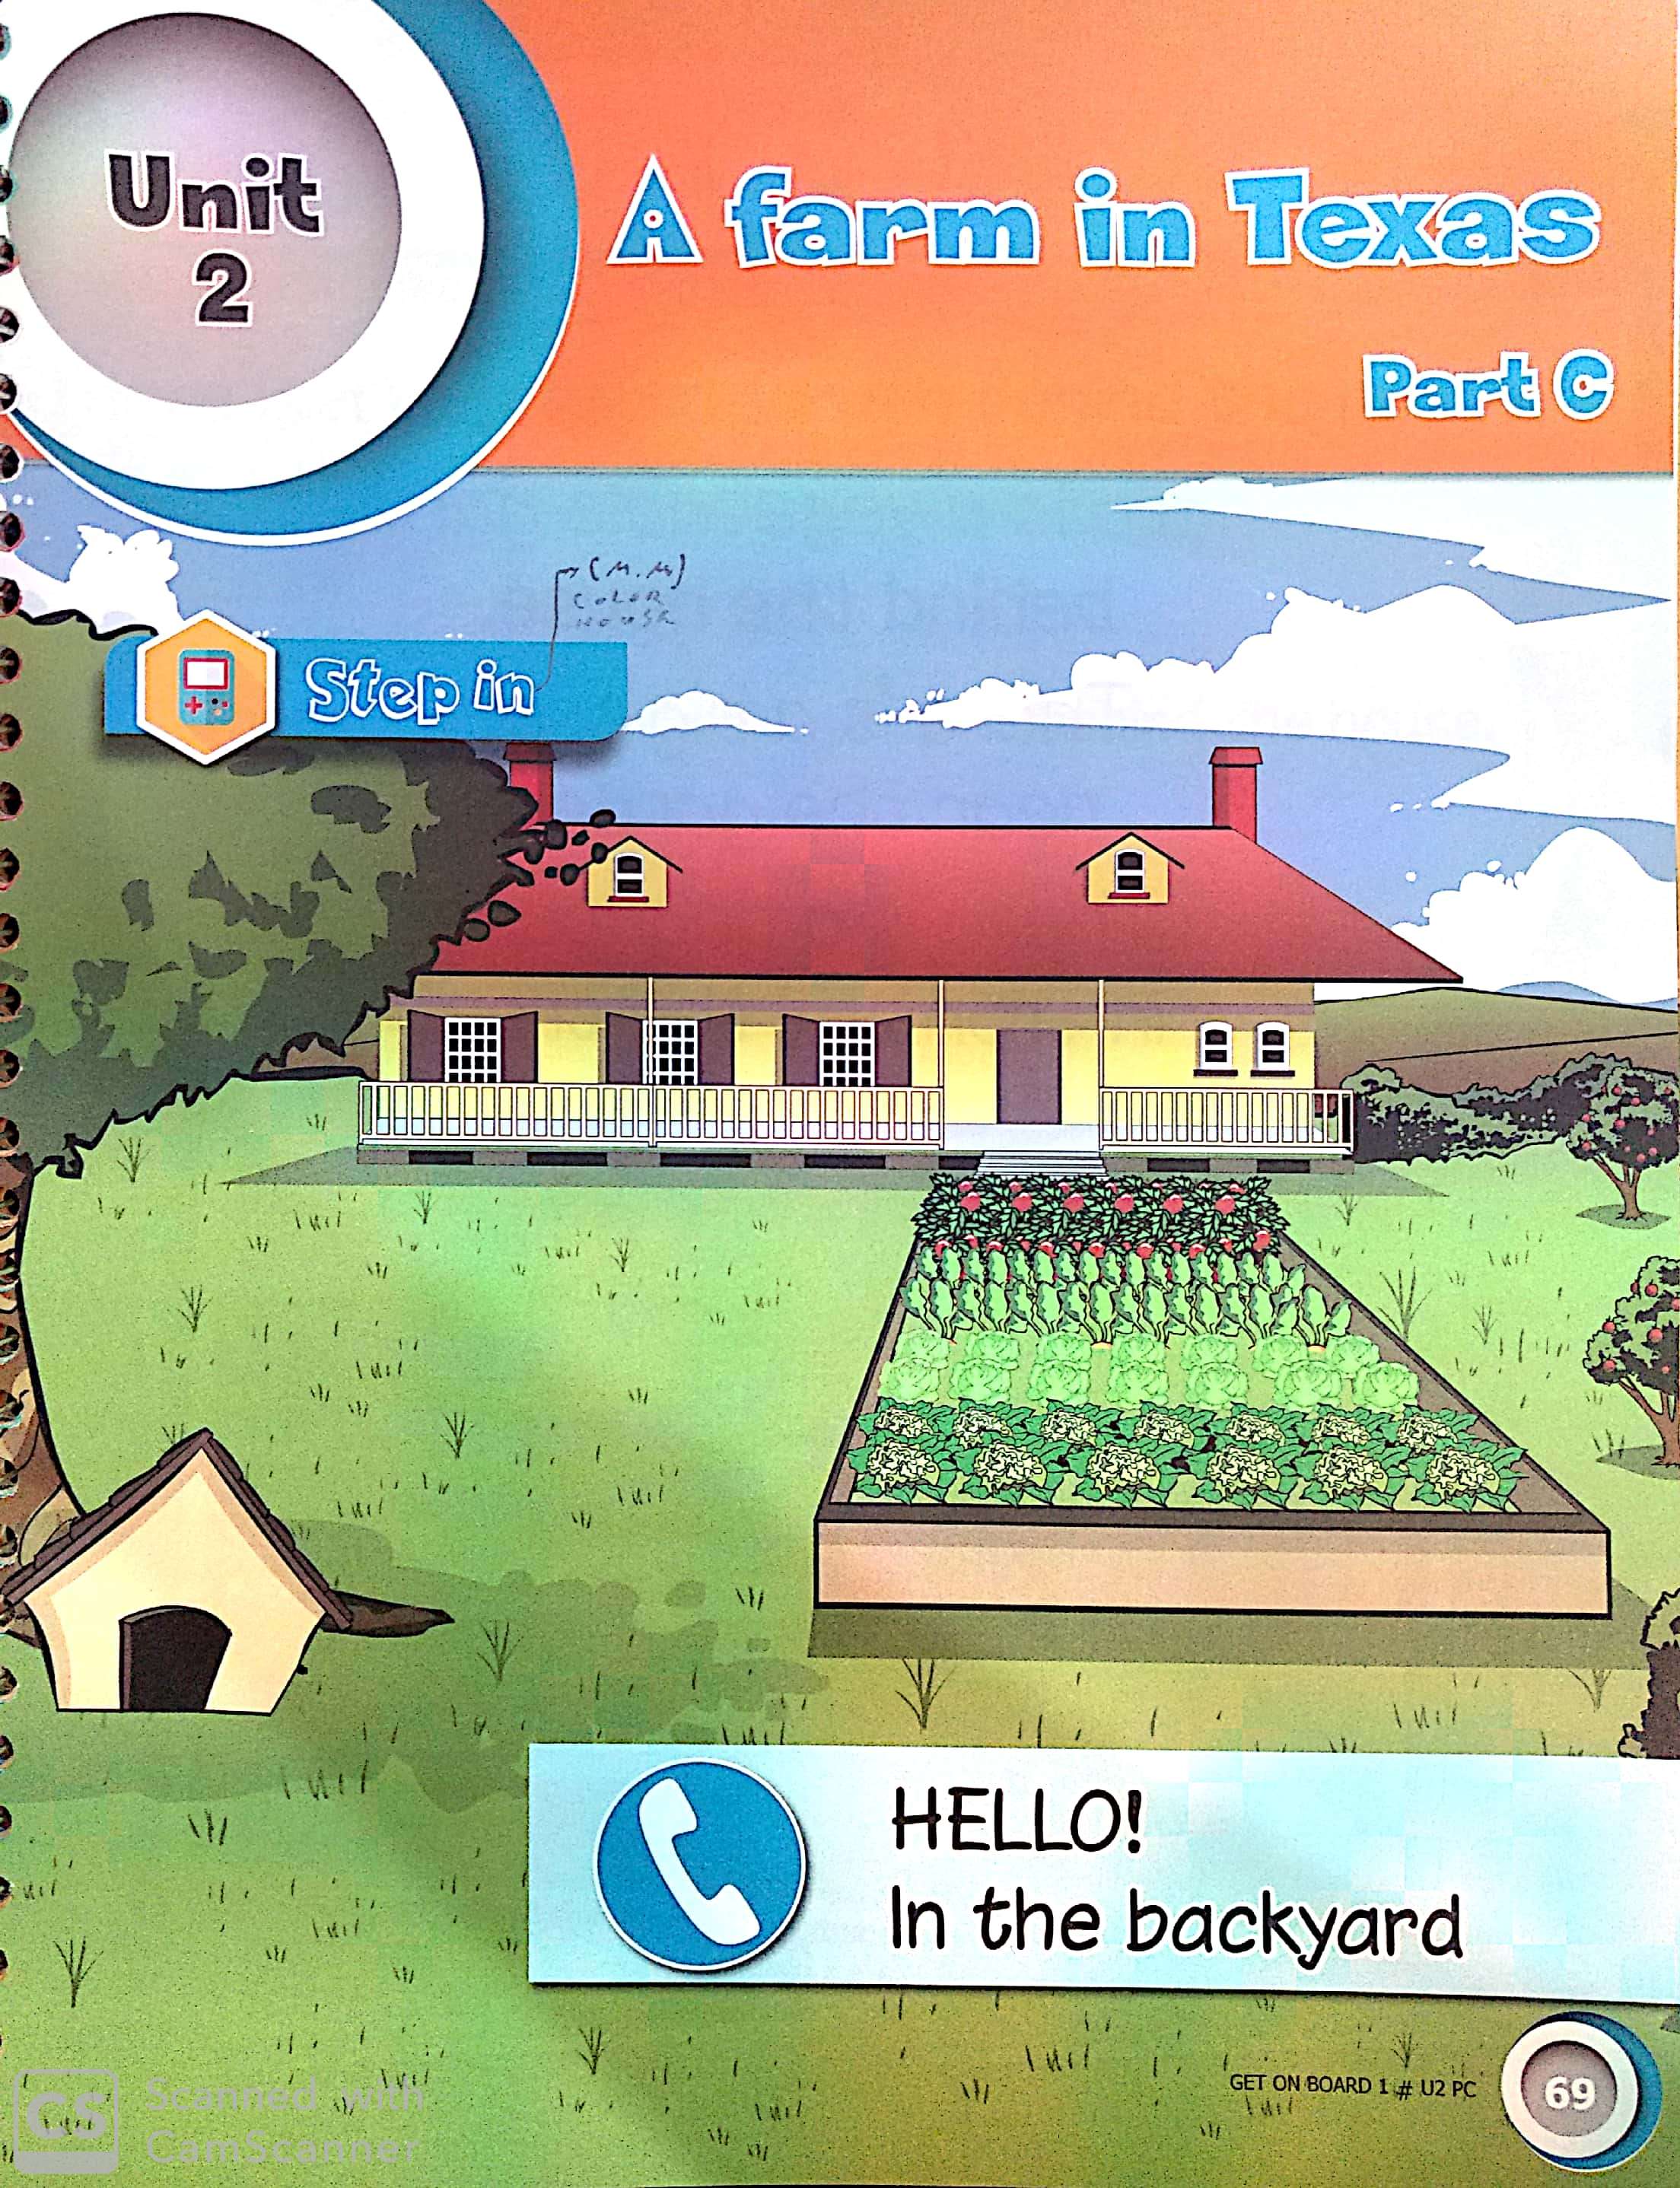 Unit
2
A farm in Texas
Part C
(M.M)
COLOR
HOUSE
Step in
HELLO!
In the backyard
GET ON BOARD 1 # U2 PC
69
CS Scanned with
CamScanner